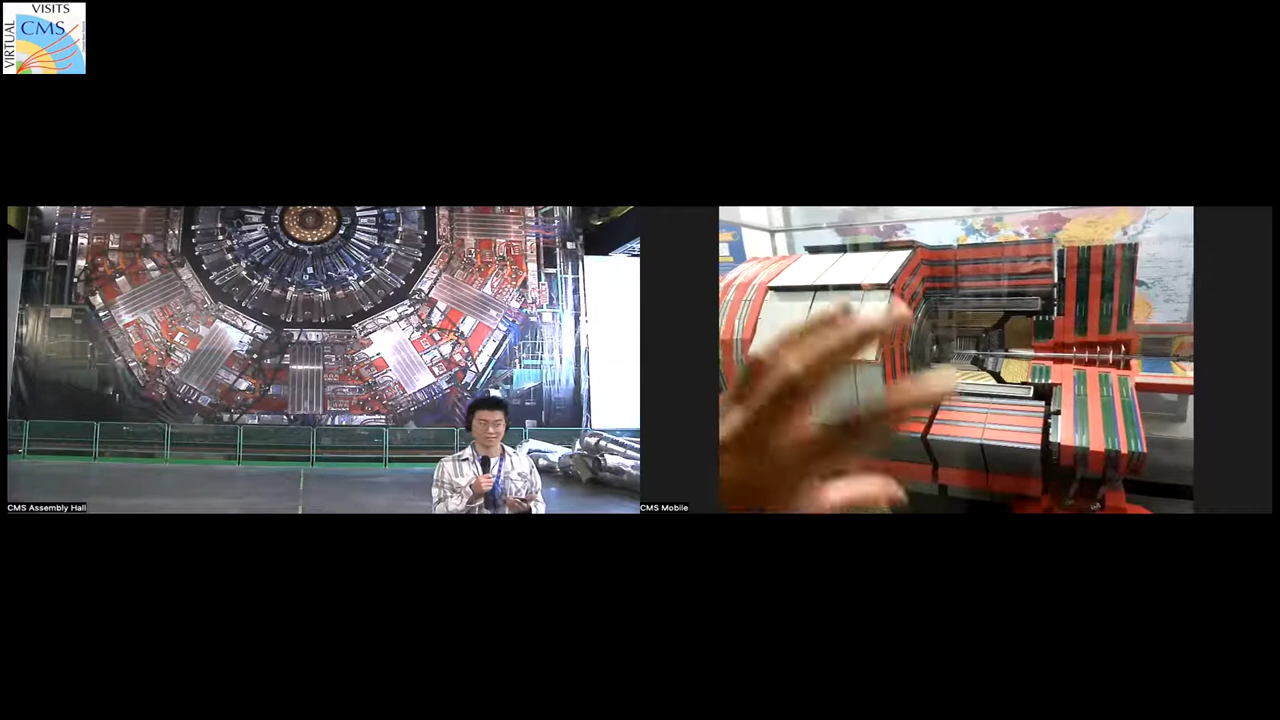 VISITS
VIRTUAL
CMS
CMS Assembly Hall
CMS Mobile